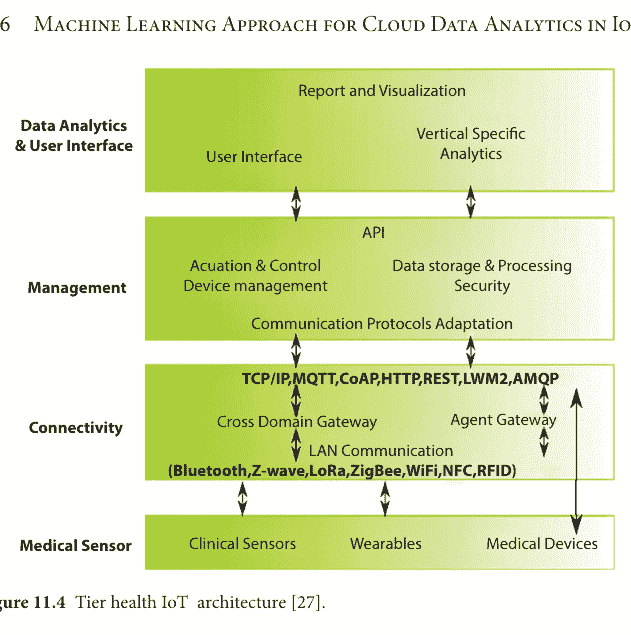 6 Machine Learning Approach for Cloud Data Analytics in Io
Report and Visualization
Data Analytics
& User Interface
User Interface
Vertical Specific
Analytics
API
Management
Acuation & Control
Device management
Data storage & Processing
Security
Communication Protocols Adaptation
TCP/IP,MQTT,CoAP,HTTP,REST,LWM2,AMQP
Connectivity
Cross Domain Gateway
Agent Gateway
LAN Communication
(Bluetooth,Z-wave,LoRa,ZigBee,WiFi,NFC,RFID)
Medical Sensor
Clinical Sensors
Wearables
Medical Devices
gure 11.4 Tier health IoT architecture [27].